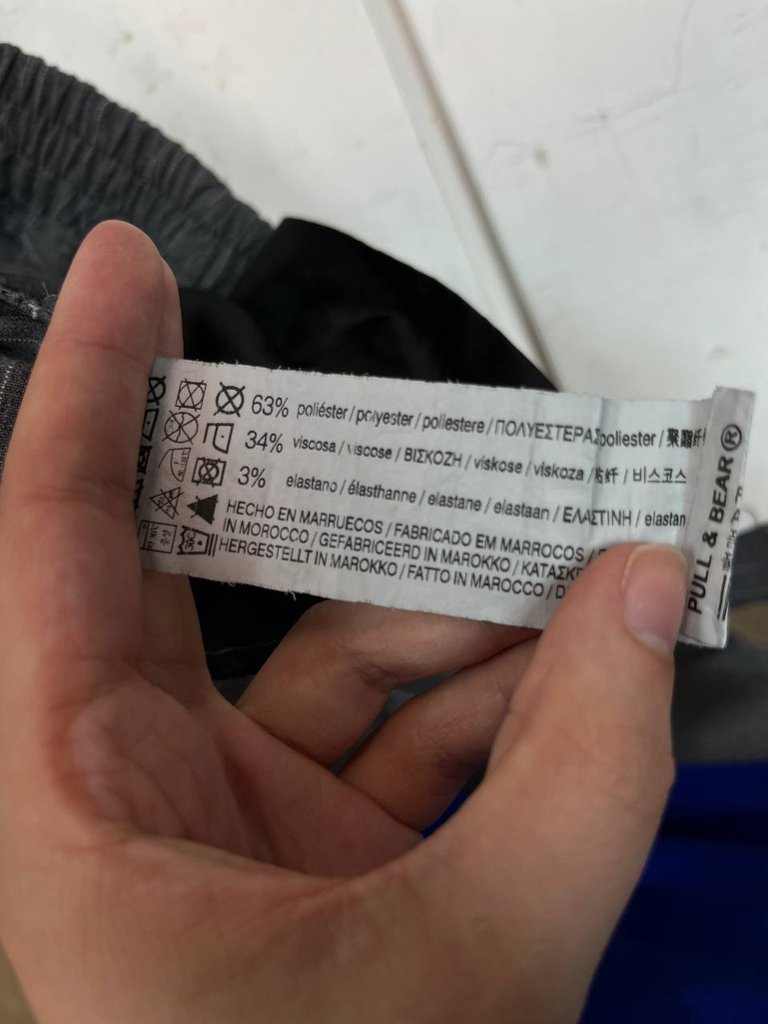 63% poliéster / polyester / poliestere / ΠΟΛΥΕΣΤΕΡΑΣ poliester / 聚酯纤
34% viscosa / viscose / ΒΙΣΚΟΖΗ / viskose / viskoza / 粘纤 / 비스코스
3% elastano / élasthanne / elastane / elastaan / ΕΛΑΣΤΙΝΗ / elastan
HECHO EN MARRUECOS / FABRICADO EM MARROCOS /
IN MOROCCO / GEFABRICEERD IN MAROKKO / ΚΑΤΑΣΚΕ
HERGESTELLT IN MAROKKO / FATTO IN MAROCCO /
PULL & BEAR®